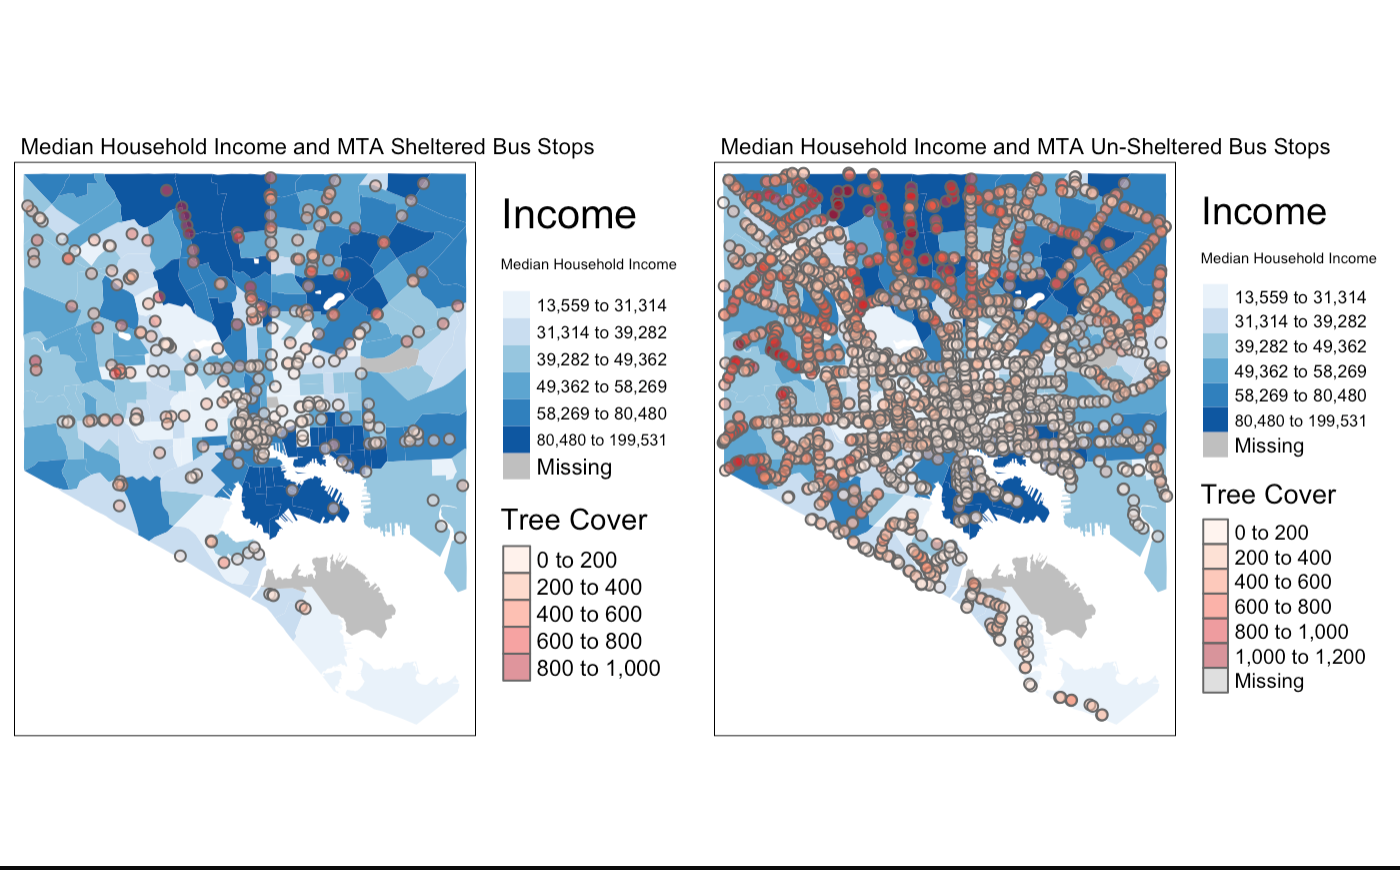 Median Household Income and MTA Sheltered Bus Stops
Income
Median Household Income
13,559 to 31,314
31,314 to 39,282
39,282 to 49,362
49,362 to 58,269
58,269 to 80,480
80,480 to 199,531
Missing
Tree Cover
0 to 200
200 to 400
400 to 600
600 to 800
800 to 1,000
Median Household Income and MTA Un-Sheltered Bus Stops
Income
Median Household Income
13,559 to 31,314
31,314 to 39,282
39,282 to 49,362
49,362 to 58,269
58,269 to 80,480
80,480 to 199,531
Missing
Tree Cover
0 to 200
200 to 400
400 to 600
600 to 800
800 to 1,000
1,000 to 1,200
Missing